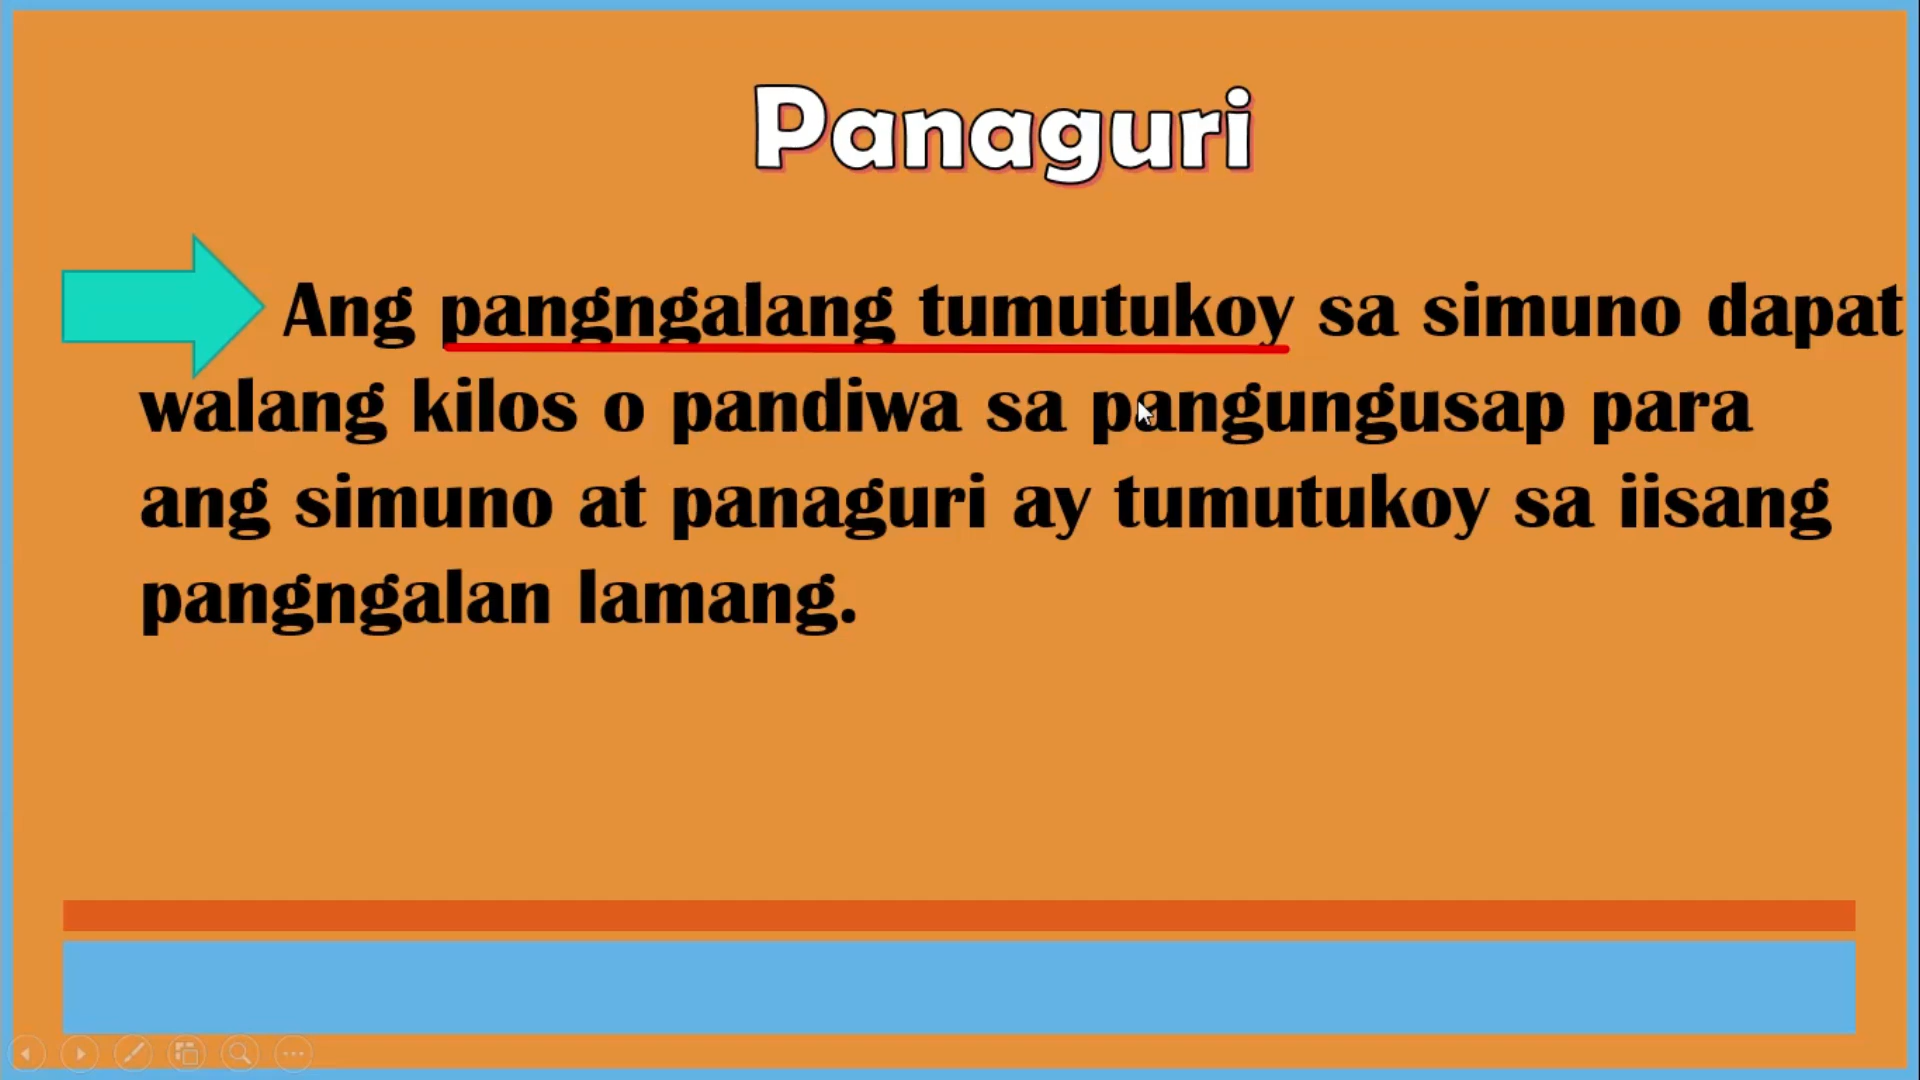 Panaguri
Ang pangngalang tumutukoy sa simuno dapat
walang kilos o pandiwa sa pangungusap para
ang simuno at panaguri ay tumutukoy sa iisang
pangngalan lamang.